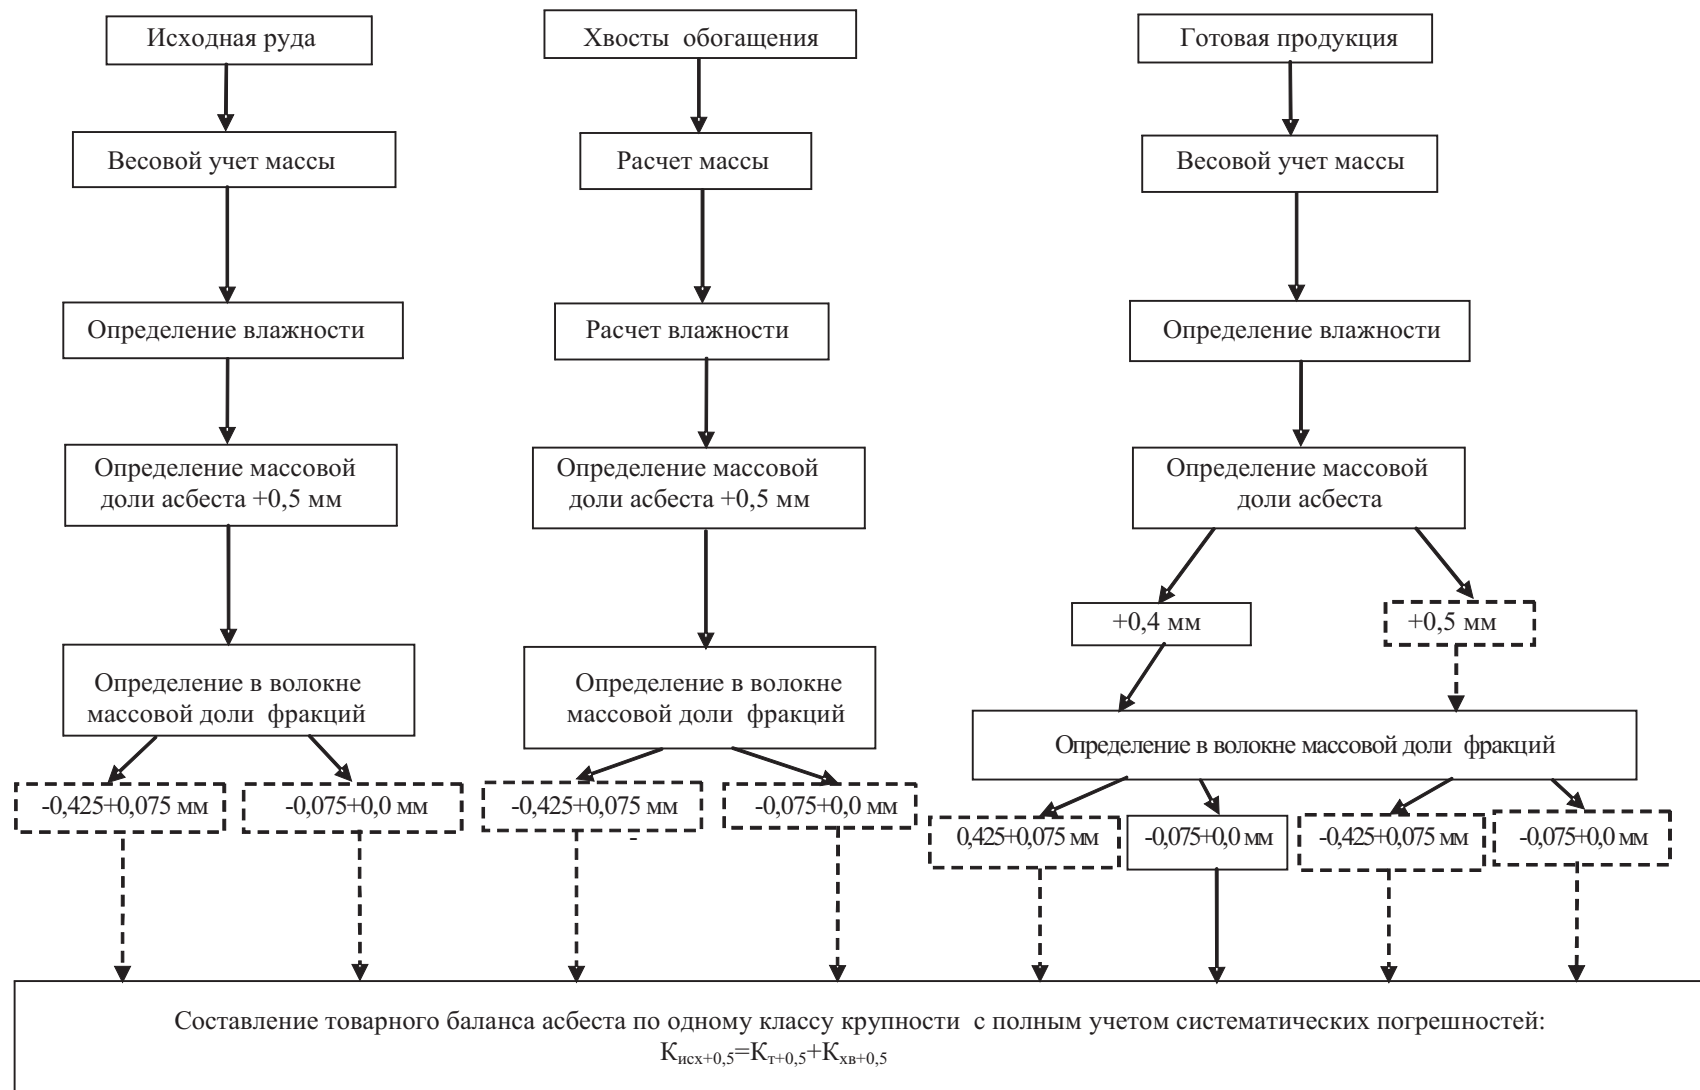 Исходная руда
Хвосты обогащения
Готовая продукция
Весовой учет массы
Расчет массы
Весовой учет массы
Определение влажности
Расчет влажности
Определение влажности
Определение массовой
доли асбеста +0,5 мм
Определение массовой
доли асбеста +0,5 мм
Определение массовой
доли асбеста
+0,4 мм
+0,5 мм
Определение в волокне
массовой доли фракций
Определение в волокне
массовой доли фракций
Определение в волокне массовой доли фракций
-0,425+0,075 мм
-0,075+0,0 мм
-0,425+0,075 мм
-
-0,075+0,0 мм
0,425+0,075 мм
-0,075+0,0 мм
-0,425+0,075 мм
-0,075+0,0 мм
Составление товарного баланса асбеста по одному классу крупности с полным учетом систематических погрешностей:
Кисх+0,5=Кт+0,5+Кхв+0,5